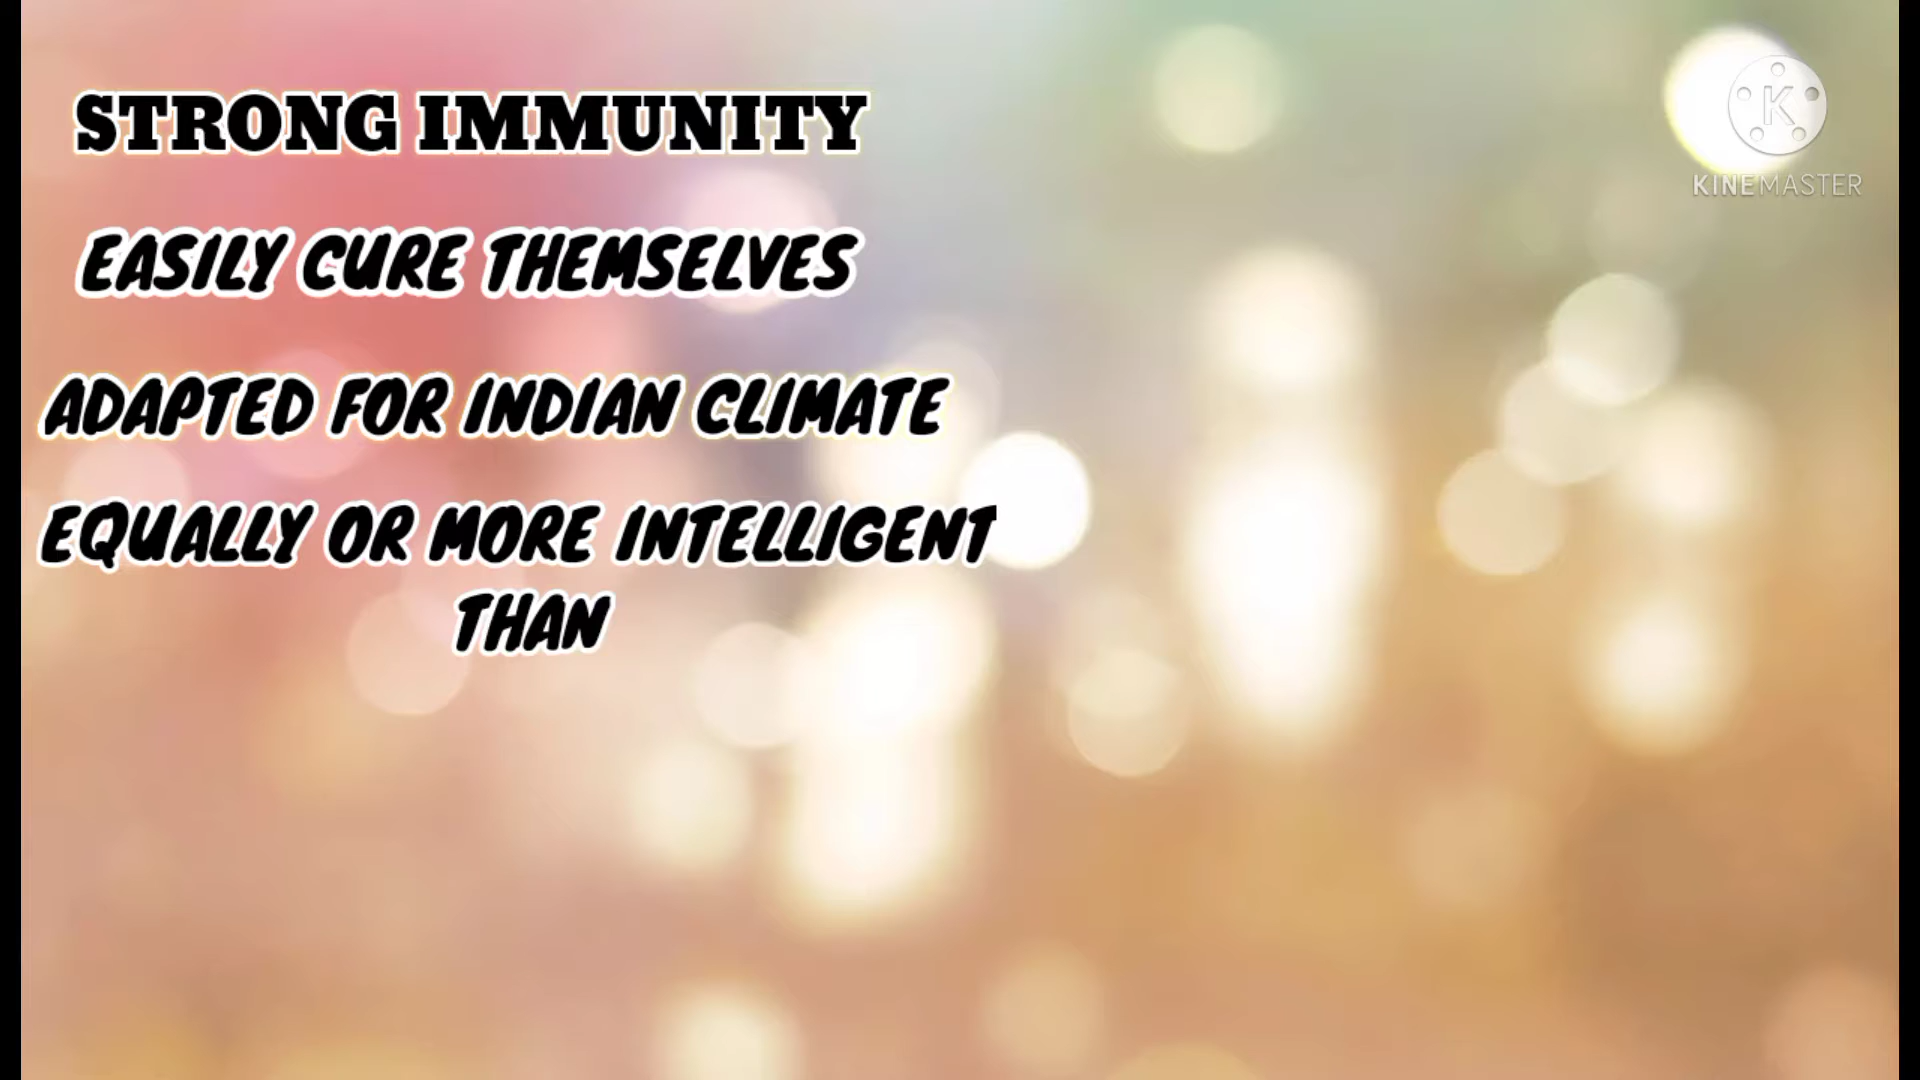 STRONG IMMUNITY
EASILY CURE THEMSELVES
ADAPTED FOR INDIAN CLIMATE
EQUALLY OR MORE INTELLIGENT
THAN
K
KINEMASTER